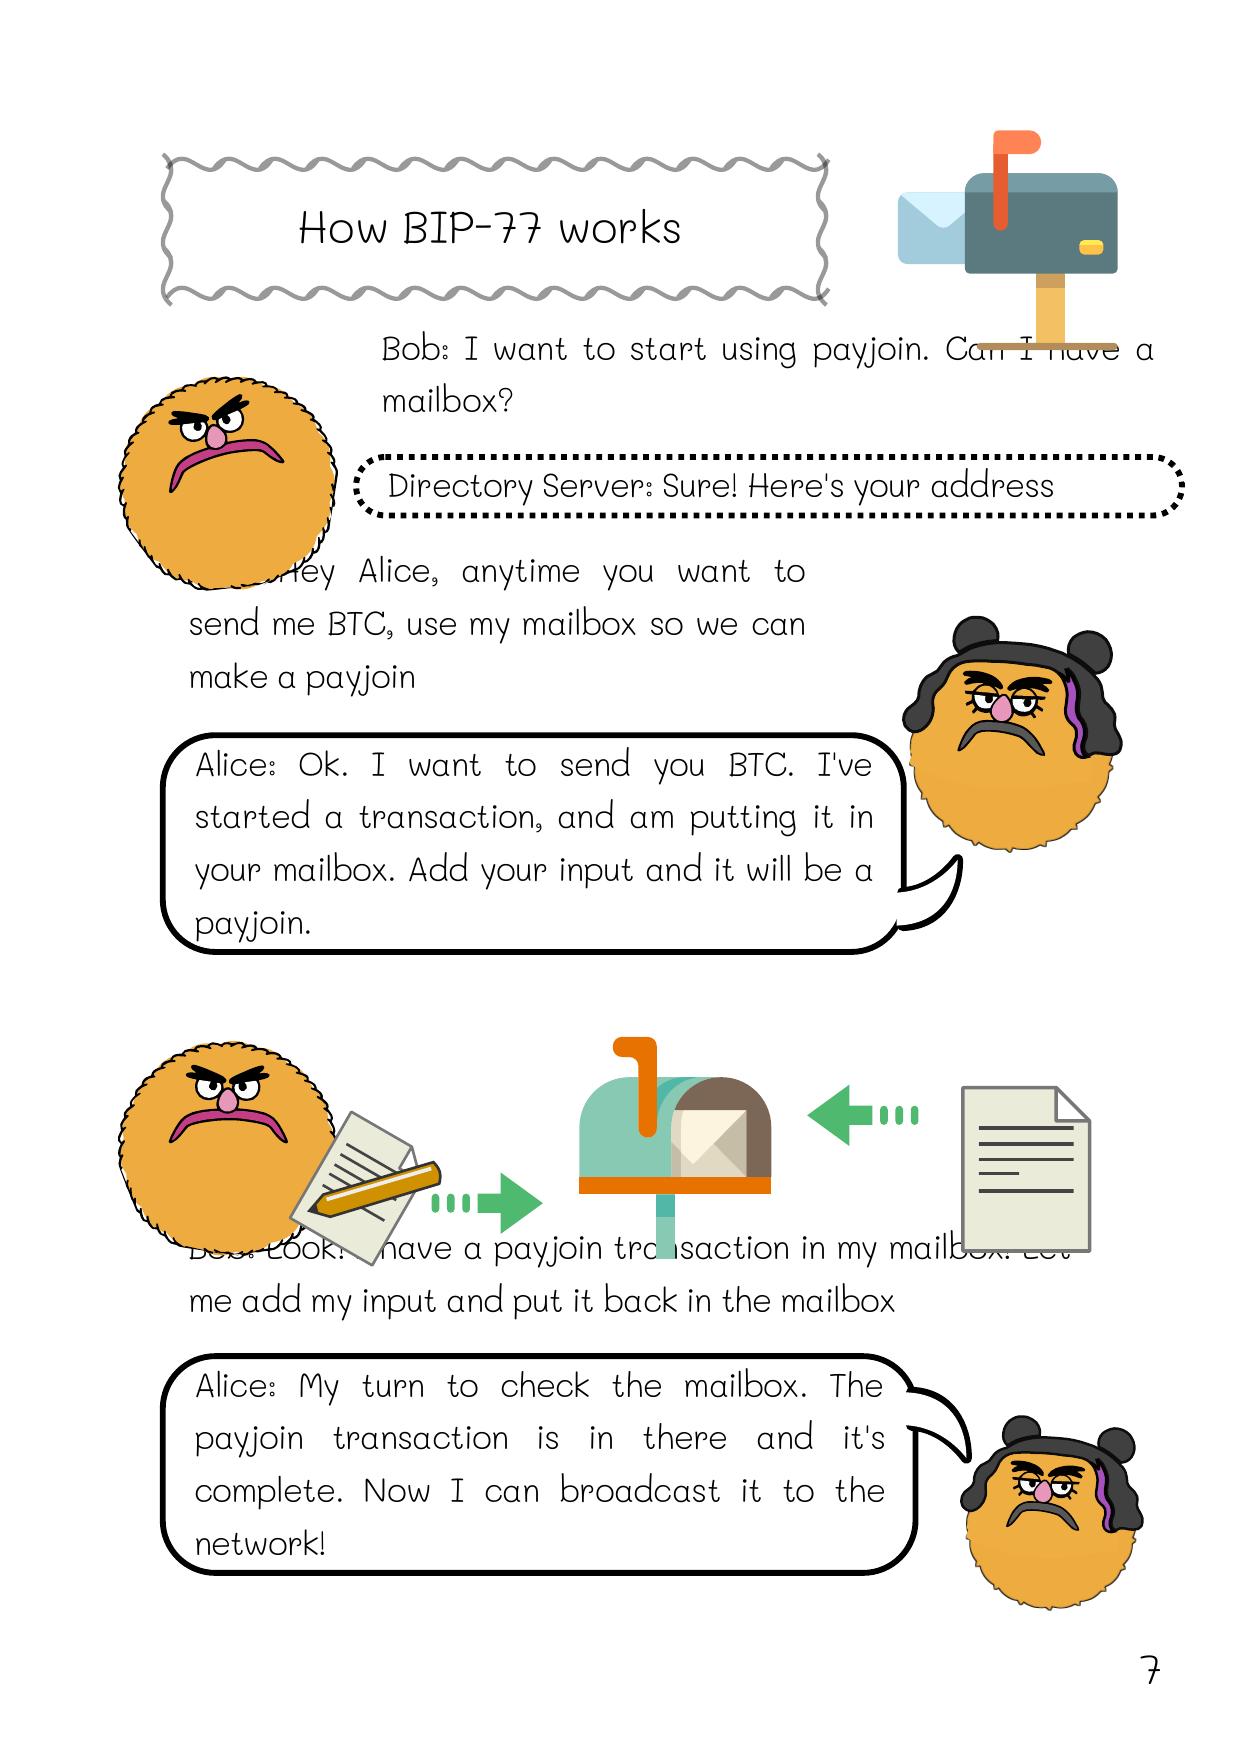 How BIP-77 works
Bob: I want to start using payjoin. Can I have a
mailbox?
Directory Server: Sure! Here's your address
Hey Alice, anytime you want to
send me BTC, use my mailbox so we can
make a payjoin
Alice: Ok. I want to send you BTC. I've
started a transaction, and am putting it in
your mailbox. Add your input and it will be a
payjoin.
Bob: Look! I have a payjoin transaction in my mailbox. Let
me add my input and put it back in the mailbox
Alice: My turn to check the mailbox. The
payjoin transaction is in there and it's
complete. Now I can broadcast it to the
network!
7